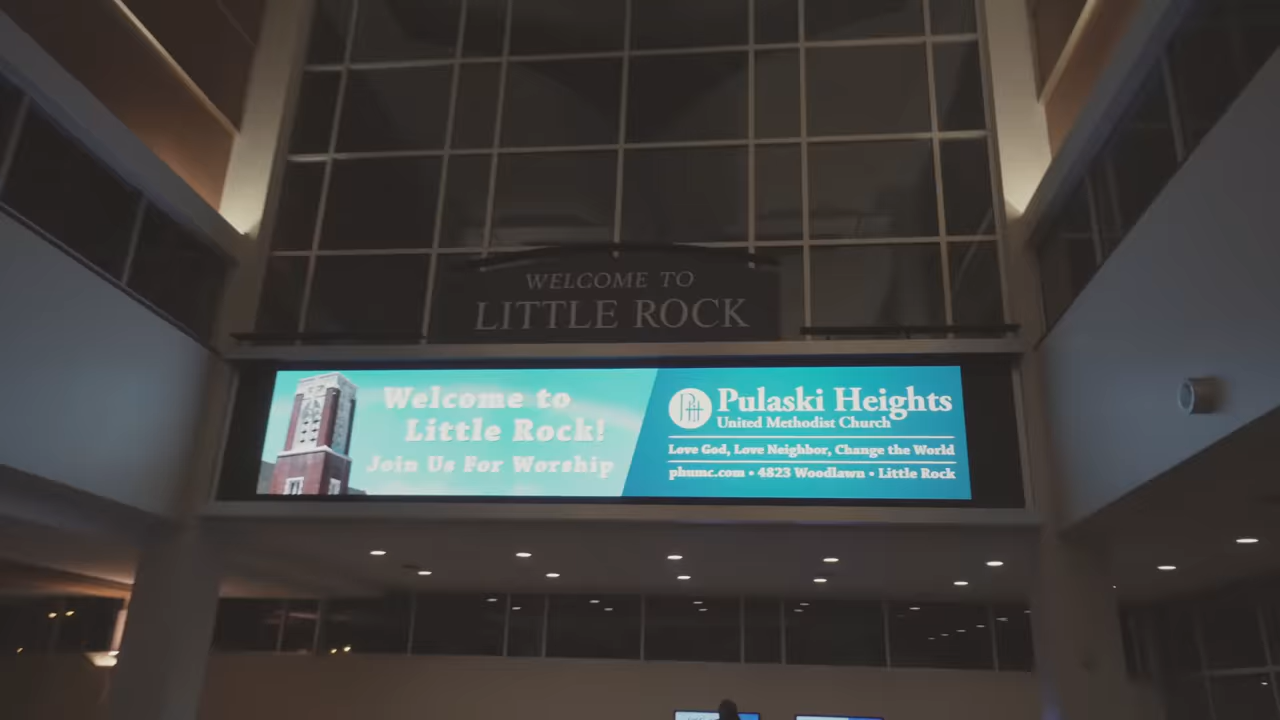 WELCOME TO
LITTLE ROCK
Welcome to
Little Rock!
Join Us For Worship
Pulaski Heights
United Methodist Church
Love God, Love Neighbor, Change the World
phumc.com • 4823 Woodlawn • Little Rock